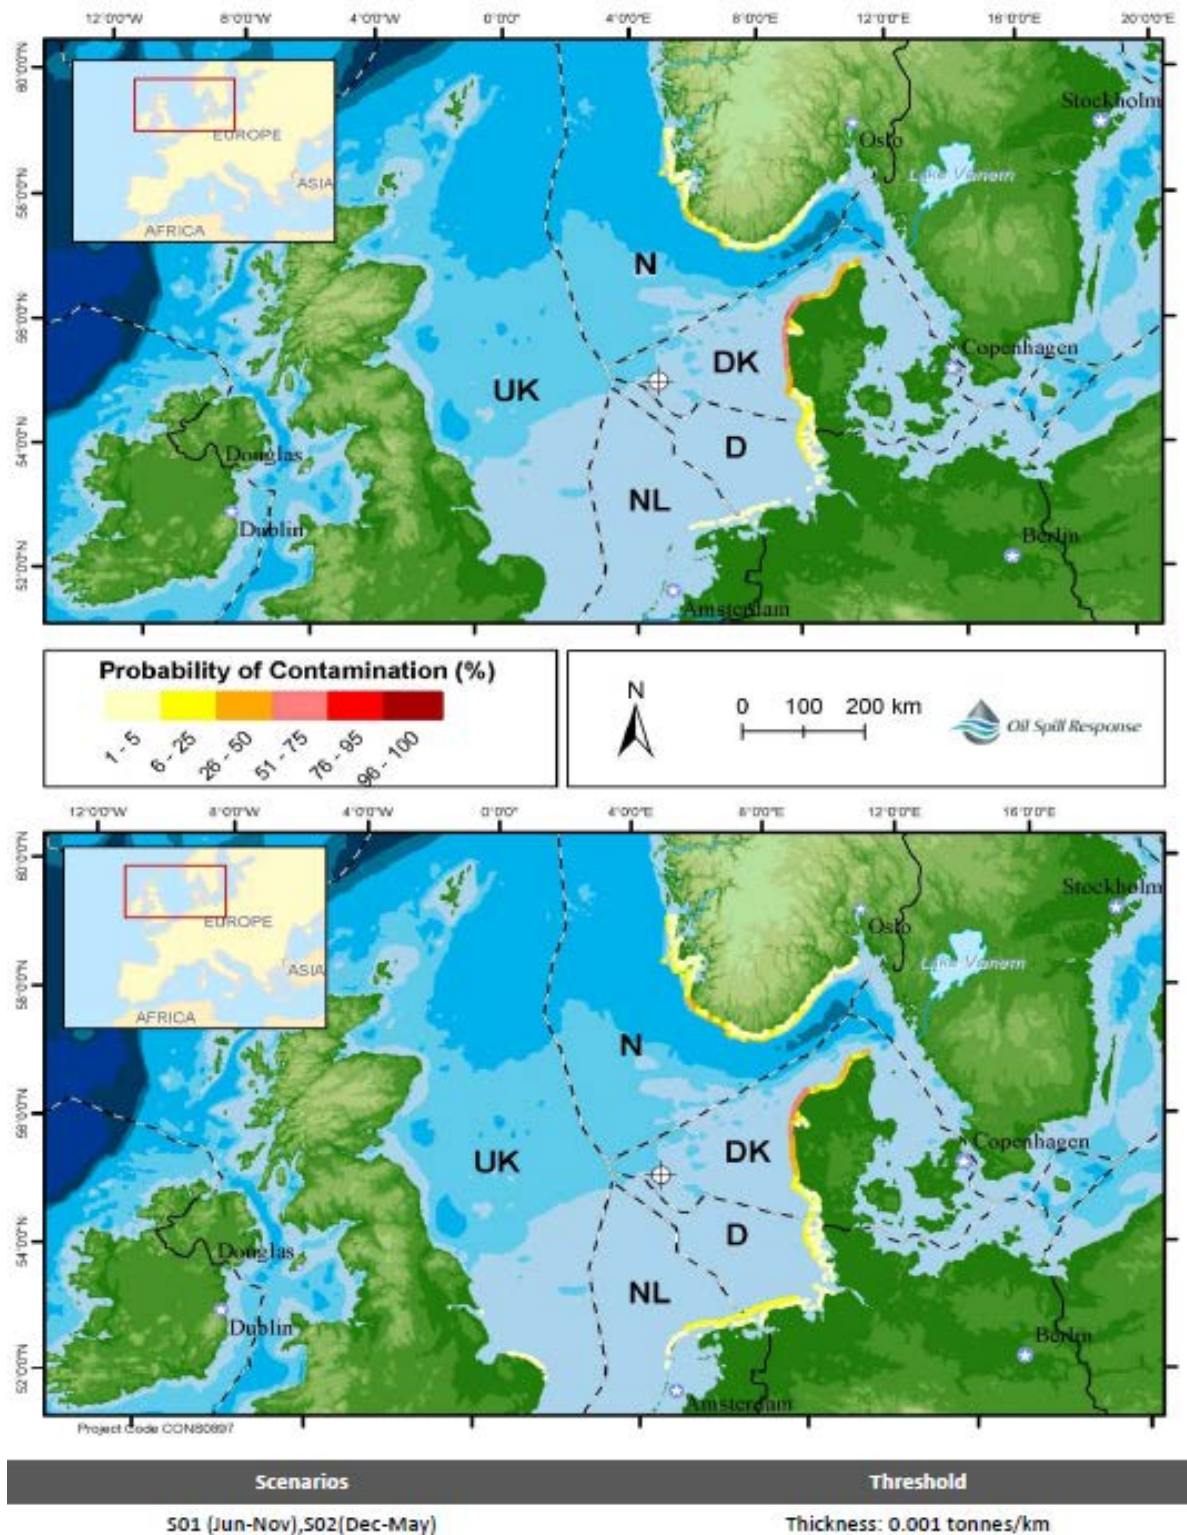 12°0'0"W 8°0'0"W 4°0'0"W 0°0'0" 4°0'0"E 8°0'0"E 12°0'0"E 16°0'0"E 20°0'0"E
60°0'0"N
58°0'0"N
56°0'0"N
54°0'0"N
52°0'0"N
EUROPE
ASIA
AFRICA
Stockholm
Oslo
Lake Vanern
N
Copenhagen
DK
UK
D
Douglas
NL
Dublin
Berlin
Amsterdam
Probability of Contamination (%)
1 - 5
6 - 25
26 - 50
51 - 75
76 - 95
96 - 100
N
0 100 200 km
Oil Spill Response
12°0'0"W 8°0'0"W 4°0'0"W 0°0'0" 4°0'0"E 8°0'0"E 12°0'0"E 16°0'0"E
60°0'0"N
58°0'0"N
56°0'0"N
54°0'0"N
52°0'0"N
EUROPE
ASIA
AFRICA
Stockholm
Oslo
Lake Vanern
N
Copenhagen
DK
UK
D
Douglas
NL
Dublin
Berlin
Amsterdam
Project Code CONS0897
Scenarios Threshold
S01 (Jun-Nov),S02(Dec-May) Thickness: 0.001 tonnes/km